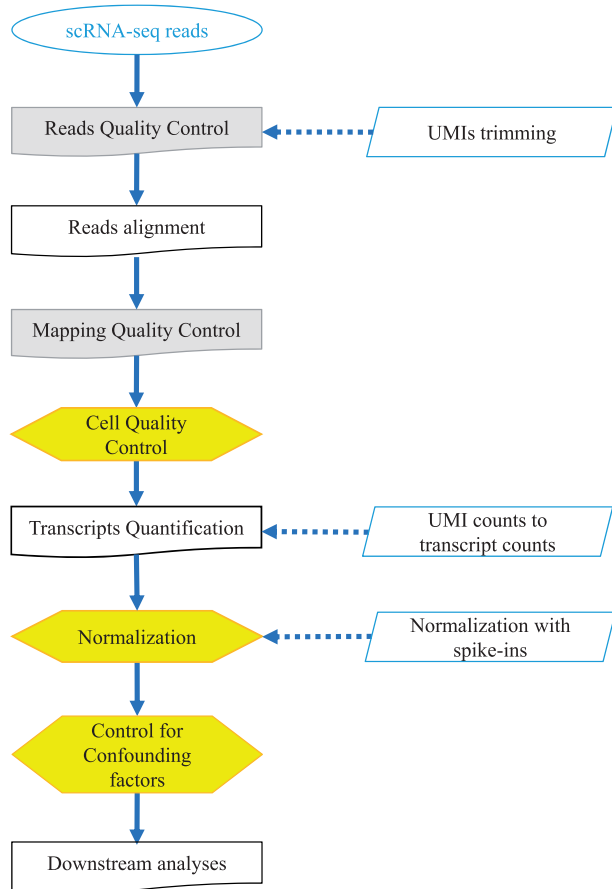 scRNA-seq reads
Reads Quality Control
UMIs trimming
Reads alignment
Mapping Quality Control
Cell Quality
Control
Transcripts Quantification
UMI counts to
transcript counts
Normalization
Normalization with
spike-ins
Control for
Confounding
factors
Downstream analyses